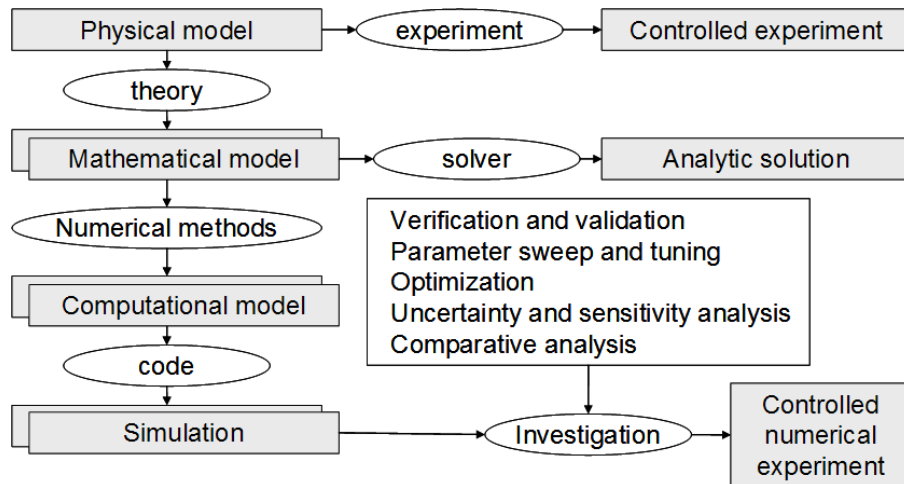 Physical model
experiment
Controlled experiment
theory
Mathematical model
solver
Analytic solution
Numerical methods
Verification and validation
Parameter sweep and tuning
Optimization
Uncertainty and sensitivity analysis
Comparative analysis
Computational model
code
Simulation
Investigation
Controlled
numerical
experiment